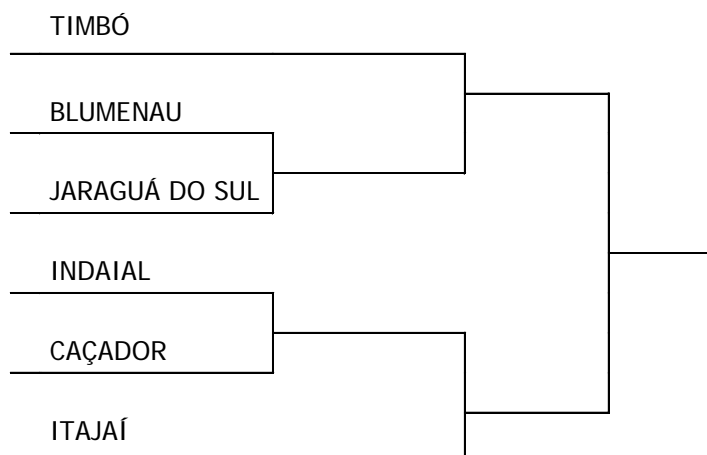 TIMBÓ
BLUMENAU
JARAGUÁ DO SUL
INDAIAL
CAÇADOR
ITAJAÍ